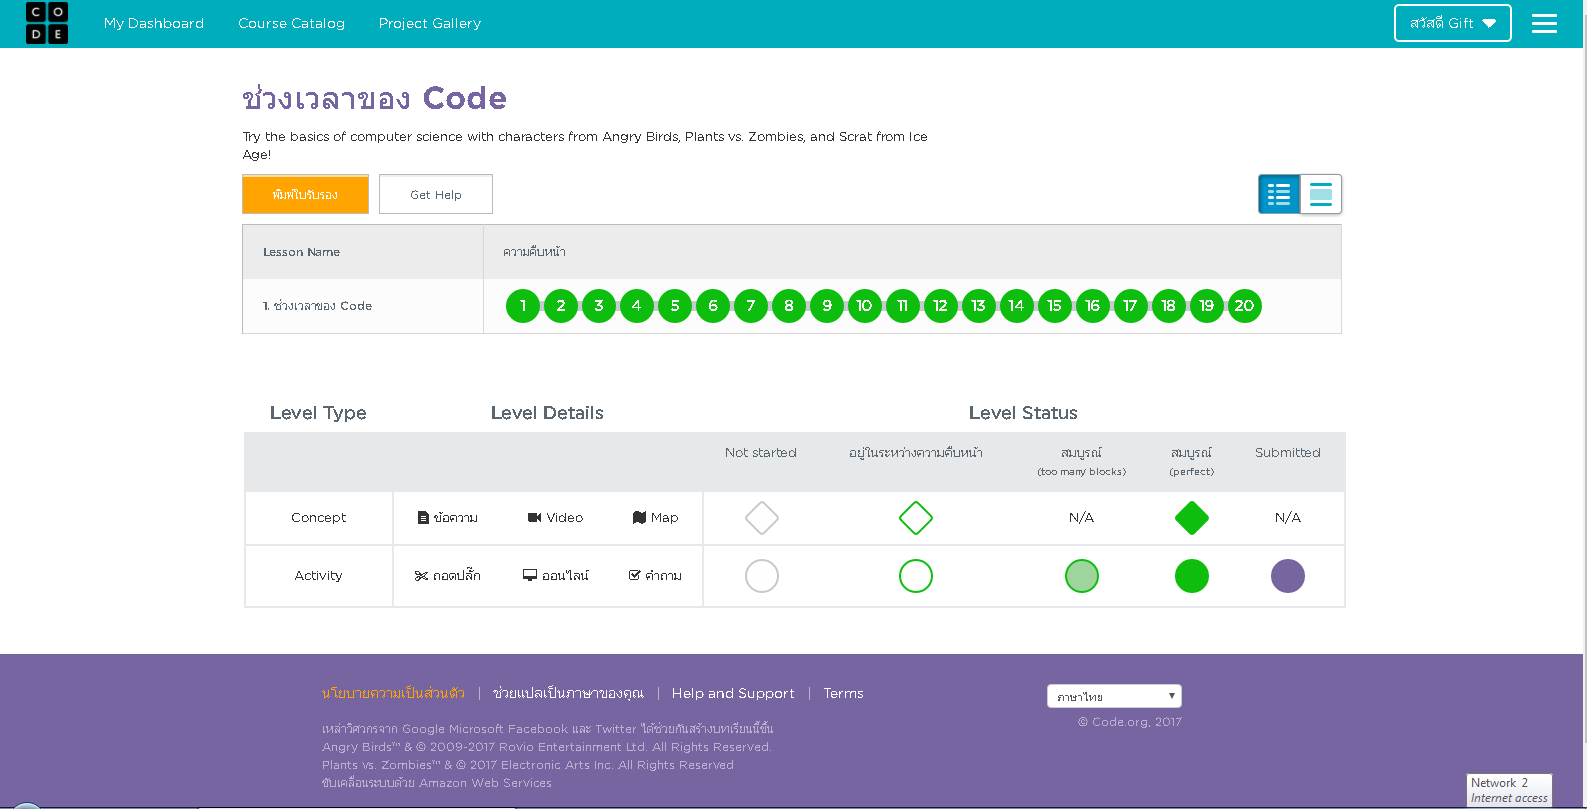 C O
D E
My Dashboard Course Catalog Project Gallery สวัสดี Gift
ช่วงเวลาของ Code
Try the basics of computer science with characters from Angry Birds, Plants vs. Zombies, and Scrat from Ice
Age!
พิมพ์ใบรับรอง Get Help
Lesson Name ความคืบหน้า
1. ช่วงเวลาของ Code 1 2 3 4 5 6 7 8 9 10 11 12 13 14 15 16 17 18 19 20
Level Type Level Details Level Status
Not started อยู่ในระหว่างความคืบหน้า สมบูรณ์ สมบูรณ์ Submitted
(too many blocks) (perfect)
Concept ข้อความ Video Map N/A N/A
Activity ถอดปลั๊ก ออนไลน์ คำถาม
นโยบายความเป็นส่วนตัว | ช่วยแปลเป็นภาษาของคุณ | Help and Support | Terms ภาษาไทย
© Code.org, 2017
เหล่าวิศวกรจาก Google Microsoft Facebook และ Twitter ได้ช่วยกันสร้างบทเรียนนี้ขึ้น
Angry Birds™ & © 2009-2017 Rovio Entertainment Ltd. All Rights Reserved.
Plants vs. Zombies™ & © 2017 Electronic Arts Inc. All Rights Reserved
ขับเคลื่อนระบบด้วย Amazon Web Services
Network 2
Internet access